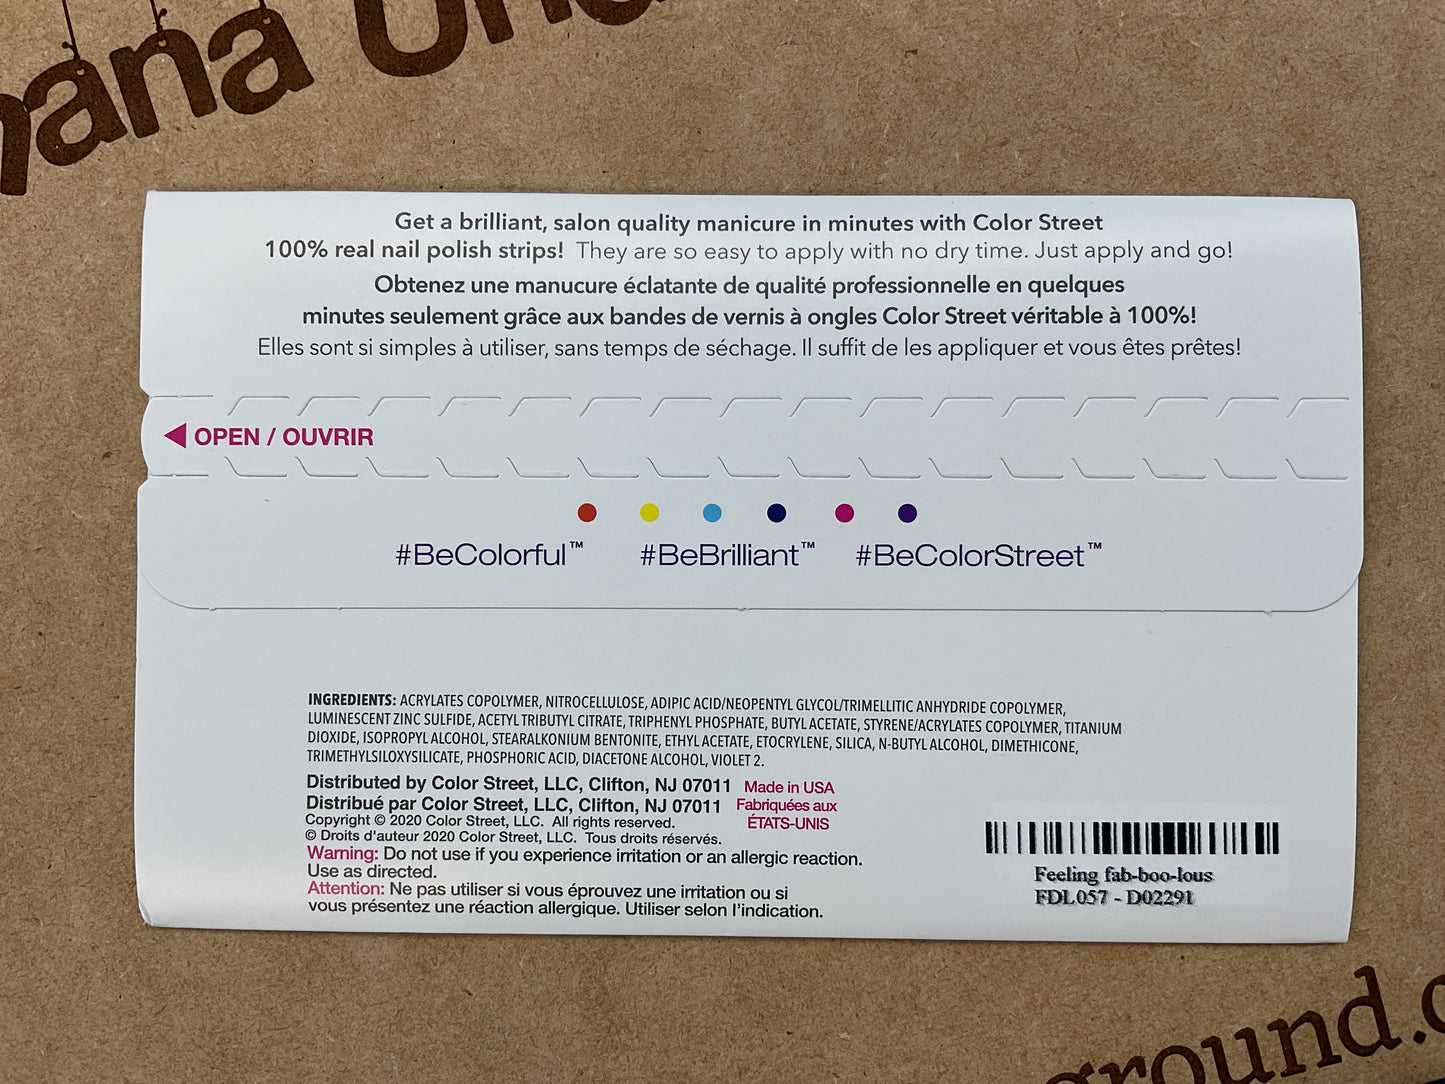 Get a brilliant, salon quality manicure in minutes with Color Street
100% real nail polish strips! They are so easy to apply with no dry time. Just apply and go!
Obtenez une manucure éclatante de qualité professionnelle en quelques
minutes seulement grâce aux bandes de vernis à ongles Color Street véritable à 100%!
Elles sont si simples à utiliser, sans temps de séchage. Il suffit de les appliquer et vous êtes prêtes!
OPEN / OUVRIR
#BeColorful™ #BeBrilliant™ #BeColorStreet™
INGREDIENTS: ACRYLATES COPOLYMER, NITROCELLULOSE, ADIPIC ACID/NEOPENTYL GLYCOL/TRIMELLITIC ANHYDRIDE COPOLYMER,
LUMINESCENT ZINC SULFIDE, ACETYL TRIBUTYL CITRATE, TRIPHENYL PHOSPHATE, BUTYL ACETATE, STYRENE/ACRYLATES COPOLYMER, TITANIUM
DIOXIDE, ISOPROPYL ALCOHOL, STEARALKONIUM BENTONITE, ETHYL ACETATE, ETOCRYLENE, SILICA, N-BUTYL ALCOHOL, DIMETHICONE,
TRIMETHYLSILOXYSILICATE, PHOSPHORIC ACID, DIACETONE ALCOHOL, VIOLET 2.
Distributed by Color Street, LLC, Clifton, NJ 07011
Distribué par Color Street, LLC, Clifton, NJ 07011
Made in USA
Fabriquées aux
ÉTATS-UNIS
Copyright © 2020 Color Street, LLC. All rights reserved.
© Droits d'auteur 2020 Color Street, LLC. Tous droits réservés.
Warning: Do not use if you experience irritation or an allergic reaction.
Use as directed.
Attention: Ne pas utiliser si vous éprouvez une irritation ou si
vous présentez une réaction allergique. Utiliser selon l'indication.
Feeling fab-boo-lous
FDL057 - D02291